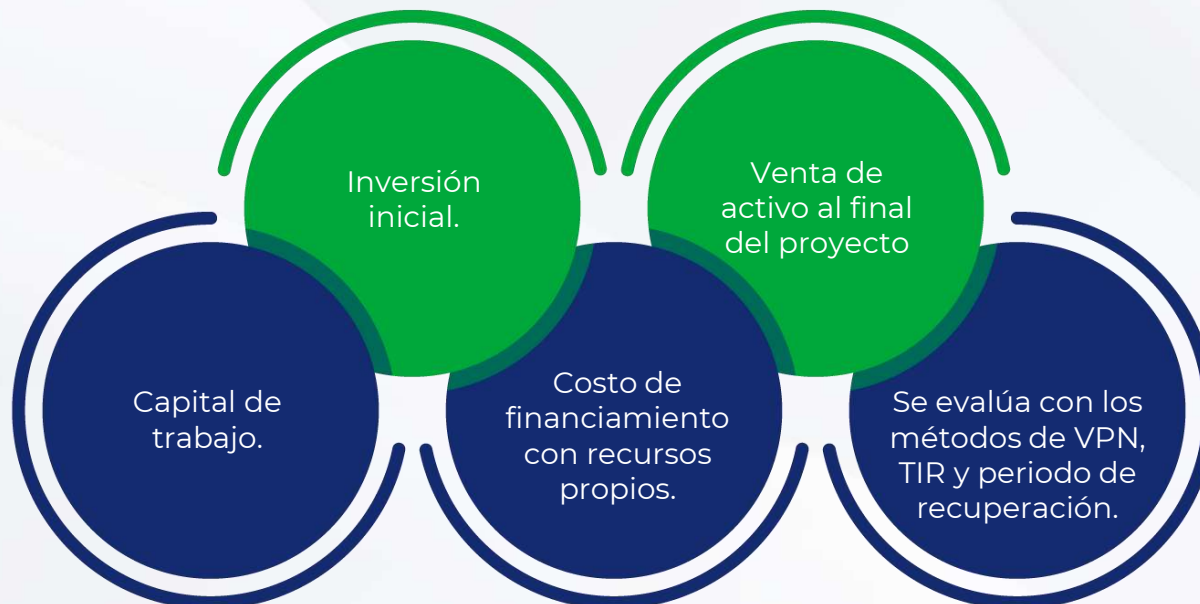 Capital de
trabajo.
Inversión
inicial.
Costo de
financiamiento
con recursos
propios.
Venta de
activo al final
del proyecto
Se evalúa con los
métodos de VPN,
TIR y periodo de
recuperación.